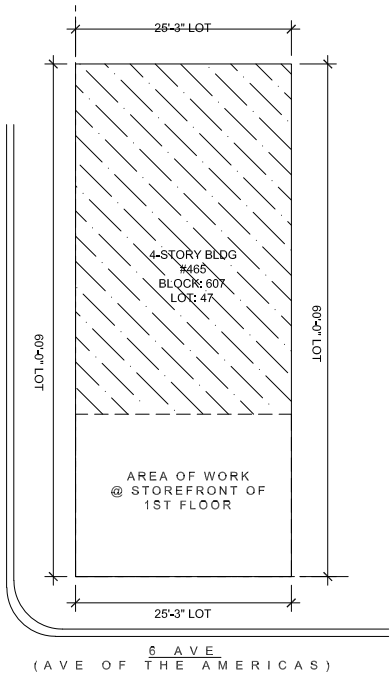 25'-3" LOT
4-STORY BLDG
#465
BLOCK: 607
LOT: 47
60'-0" LOT
60'-0" LOT
AREA OF WORK
@ STOREFRONT OF
1ST FLOOR
25'-3" LOT
6 AVE
(AVE OF THE AMERICAS)